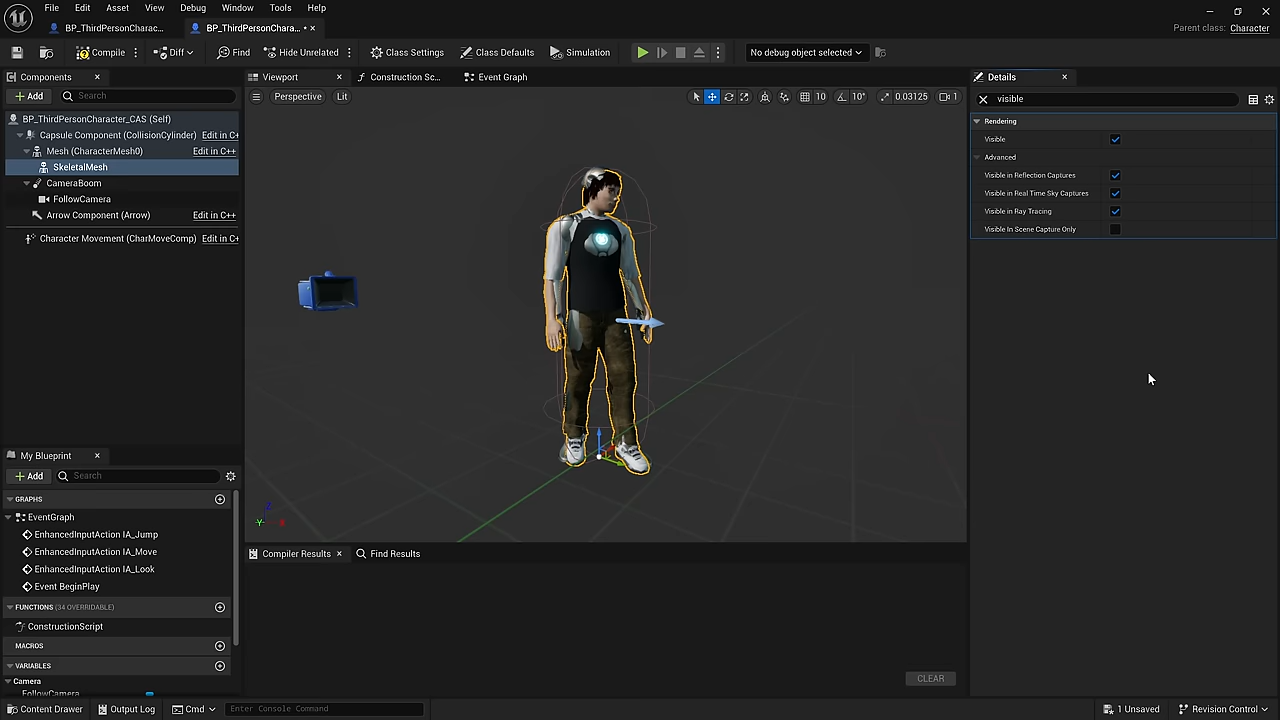 File Edit Asset View Debug Window Tools Help
BP_ThirdPersonCharac... BP_ThirdPersonChara... •
Parent class: Character
Compile Diff Find Hide Unrelated Class Settings Class Defaults Simulation No debug object selected
Components
Viewport Construction Sc... Event Graph
Details
+ Add Search
Perspective Lit 10 10° 0.03125 1
visible
BP_ThirdPersonCharacter_CAS (Self)
Capsule Component (CollisionCylinder) Edit in C+
Mesh (CharacterMesh0) Edit in C++
SkeletalMesh
CameraBoom
FollowCamera
Arrow Component (Arrow) Edit in C++
Character Movement (CharMoveComp) Edit in C+
Rendering
Visible
Advanced
Visible in Reflection Captures
Visible in Real Time Sky Captures
Visible in Ray Tracing
Visible In Scene Capture Only
Z
Y
X
My Blueprint
+ Add Search
GRAPHS
EventGraph
EnhancedInputAction IA_Jump
EnhancedInputAction IA_Move
EnhancedInputAction IA_Look
Event BeginPlay
FUNCTIONS (34 OVERRIDABLE)
ConstructionScript
MACROS
VARIABLES
Camera
FollowCamera
Compiler Results Find Results
CLEAR
Content Drawer Output Log Cmd Enter Console Command 1 Unsaved Revision Control